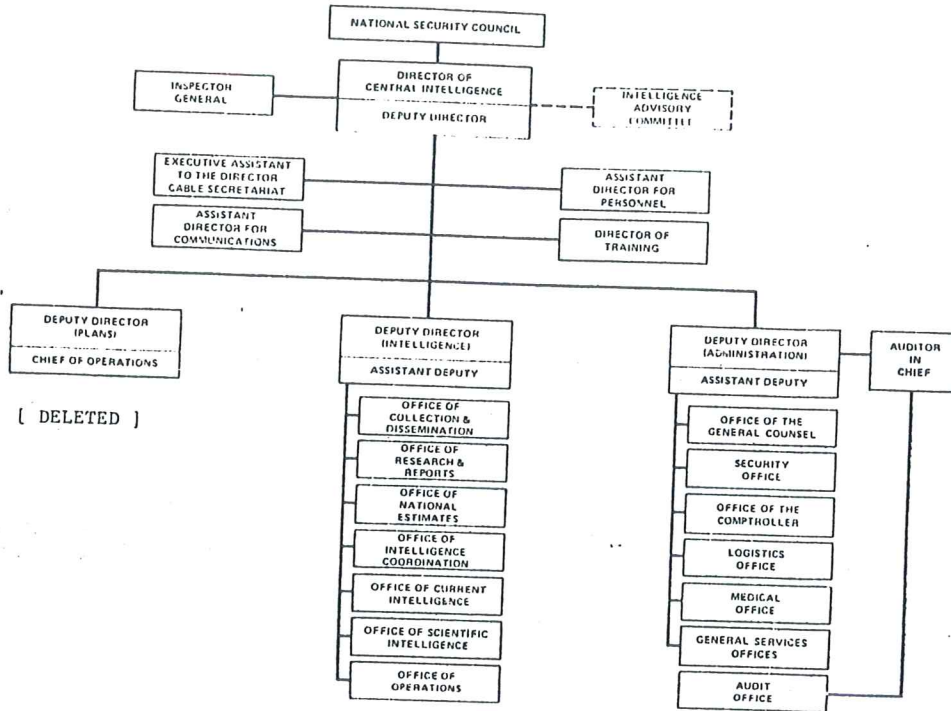 NATIONAL SECURITY COUNCIL
DIRECTOR OF
CENTRAL INTELLIGENCE
DEPUTY DIRECTOR
INSPECTOR
GENERAL
INTELLIGENCE
ADVISORY
COMMITTEE
EXECUTIVE ASSISTANT
TO THE DIRECTOR
CABLE SECRETARIAT
ASSISTANT
DIRECTOR FOR
PERSONNEL
ASSISTANT
DIRECTOR FOR
COMMUNICATIONS
DIRECTOR OF
TRAINING
DEPUTY DIRECTOR
(PLANS)
CHIEF OF OPERATIONS
[ DELETED ]
DEPUTY DIRECTOR
(INTELLIGENCE)
ASSISTANT DEPUTY
OFFICE OF
COLLECTION &
DISSEMINATION
OFFICE OF
RESEARCH &
REPORTS
OFFICE OF
NATIONAL
ESTIMATES
OFFICE OF
INTELLIGENCE
COORDINATION
OFFICE OF CURRENT
INTELLIGENCE
OFFICE OF SCIENTIFIC
INTELLIGENCE
OFFICE OF
OPERATIONS
DEPUTY DIRECTOR
(ADMINISTRATION)
ASSISTANT DEPUTY
AUDITOR
IN
CHIEF
OFFICE OF THE
GENERAL COUNSEL
SECURITY
OFFICE
OFFICE OF THE
COMPTROLLER
LOGISTICS
OFFICE
MEDICAL
OFFICE
GENERAL SERVICES
OFFICES
AUDIT
OFFICE